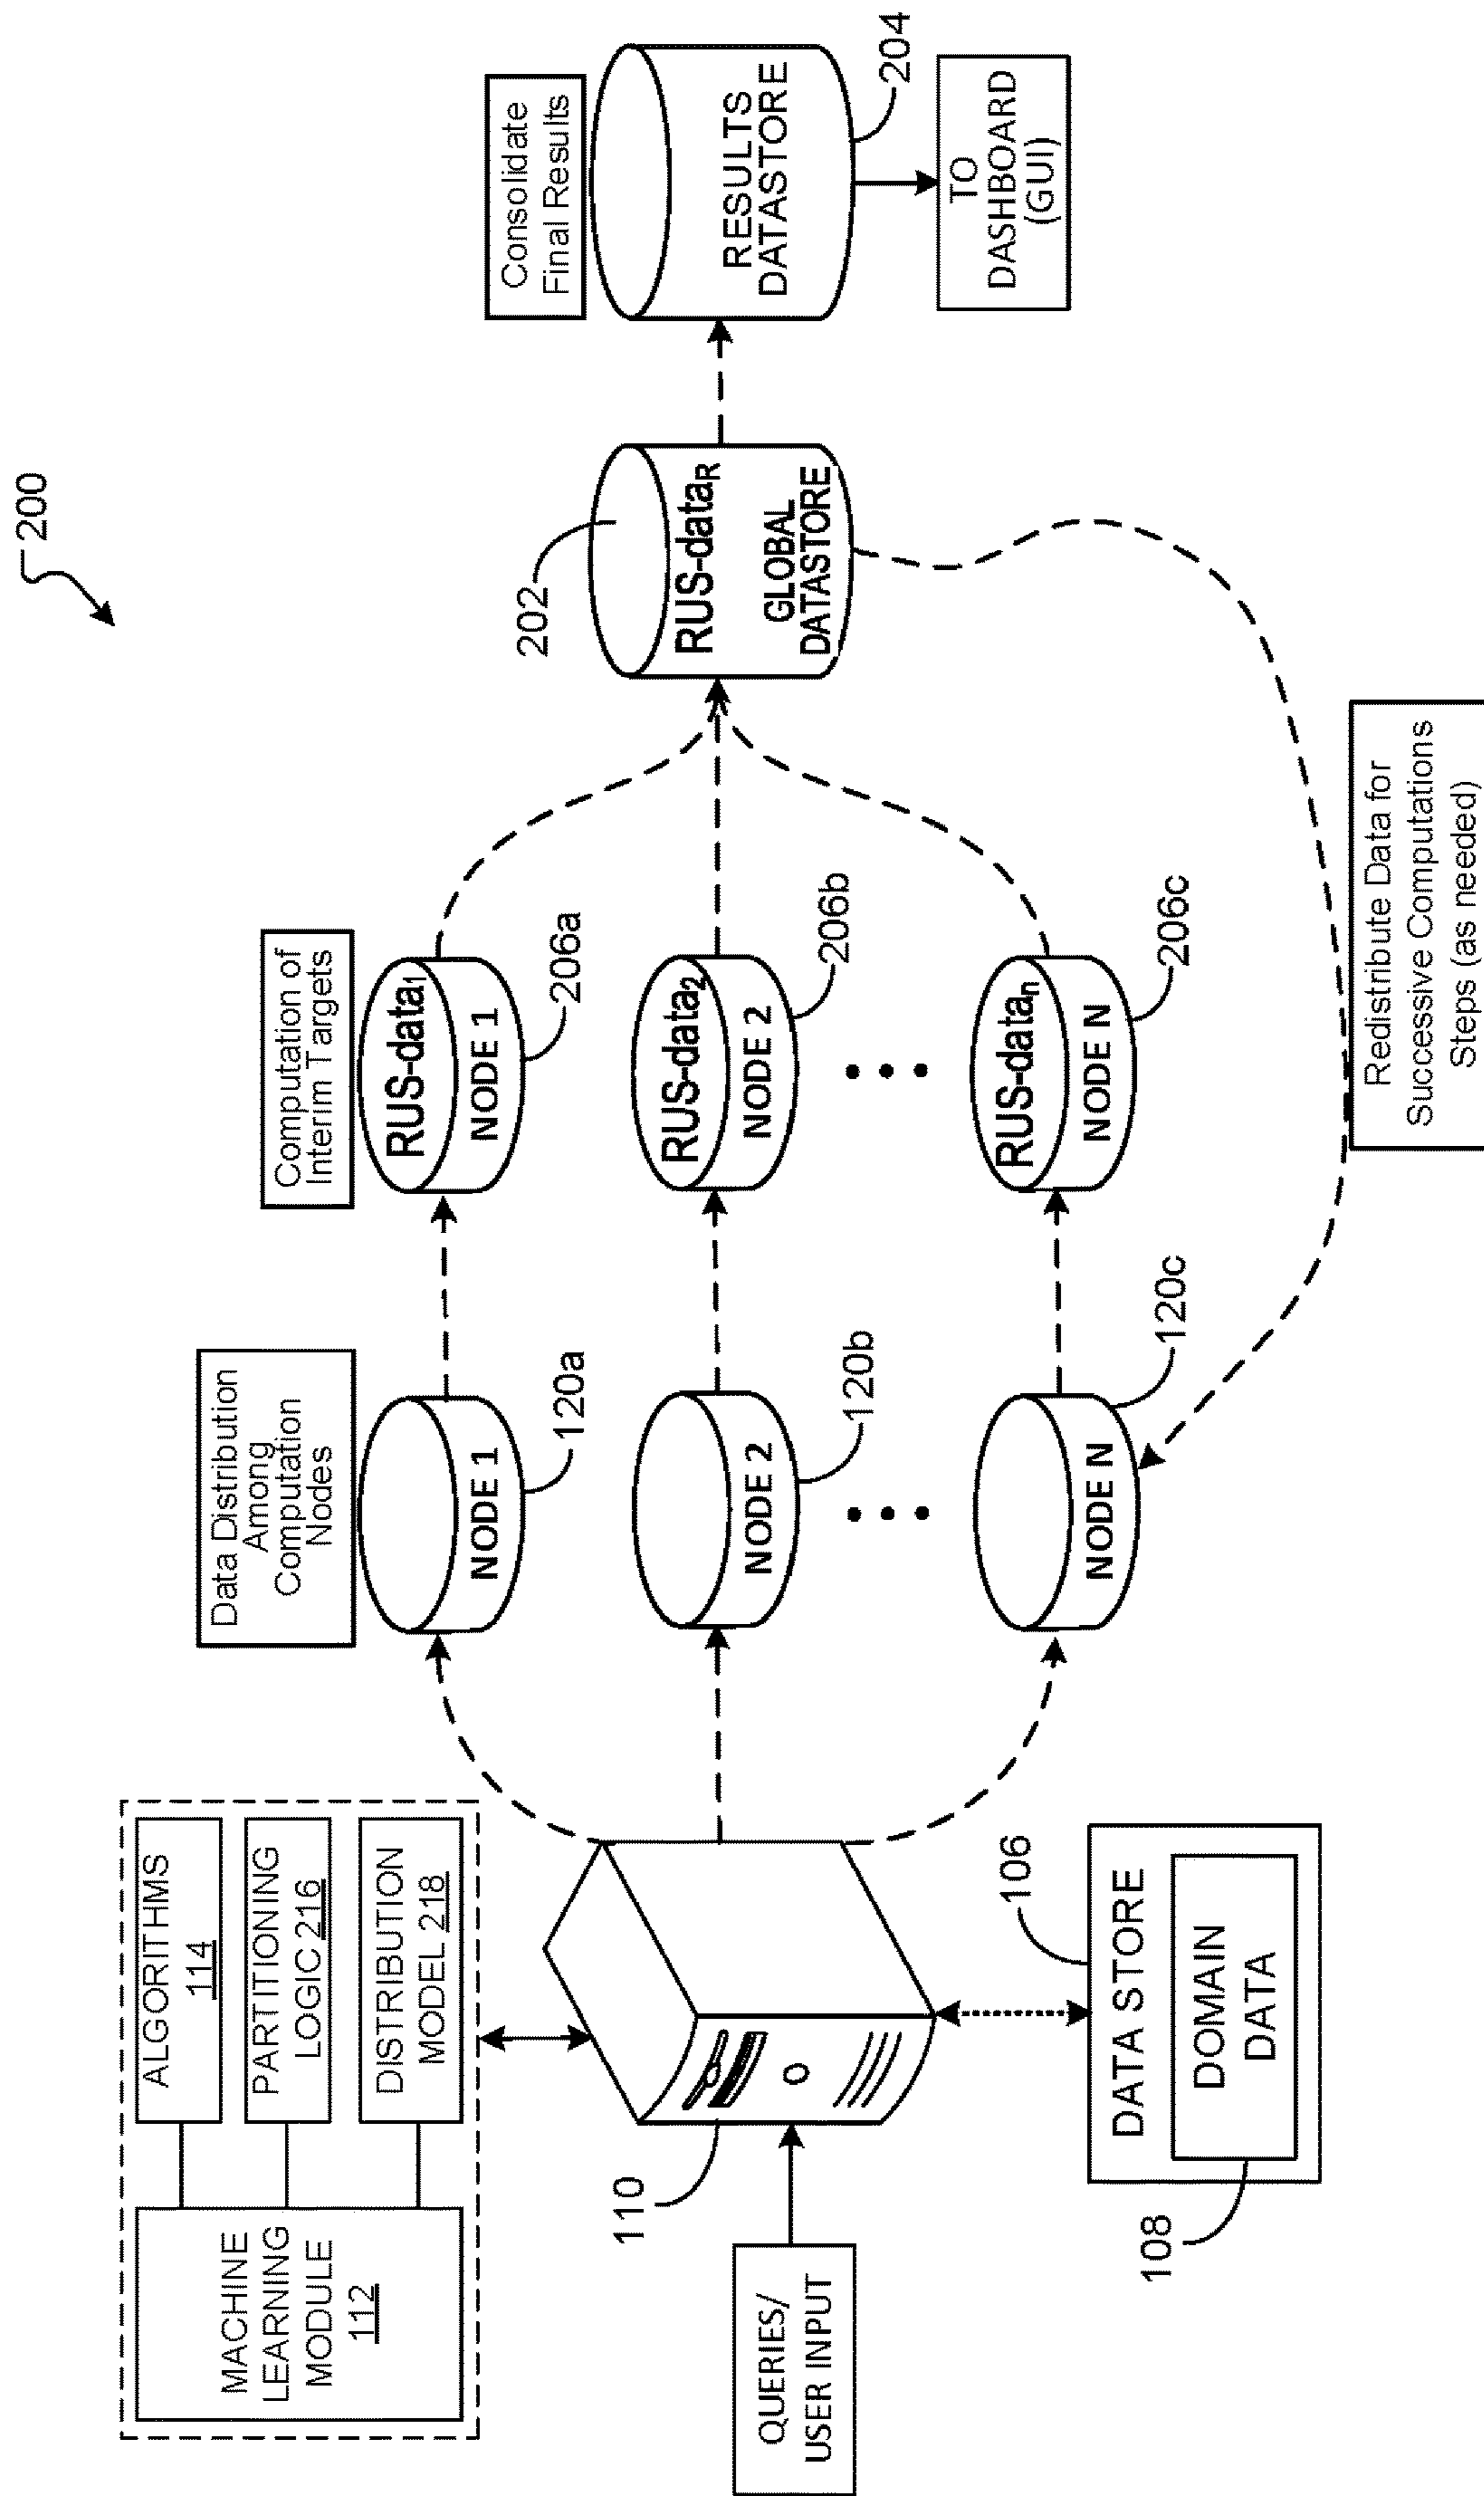 200
MACHINE
LEARNING
MODULE
112
ALGORITHMS
114
PARTITIONING
LOGIC 216
DISTRIBUTION
MODEL 218
QUERIES/
USER INPUT
110
DATA STORE
106
DOMAIN
DATA
108
Data Distribution
Among
Computation
Nodes
NODE 1
120a
NODE 2
120b
NODE N
120c
Computation of
Interim Targets
RUS-data1
NODE 1
206a
RUS-data2
NODE 2
206b
RUS-datan
NODE N
206c
Redistribute Data for
Successive Computations
Steps (as needed)
202
RUS-dataR
GLOBAL
DATASTORE
Consolidate
Final Results
RESULTS
DATASTORE
204
TO
DASHBOARD
(GUI)